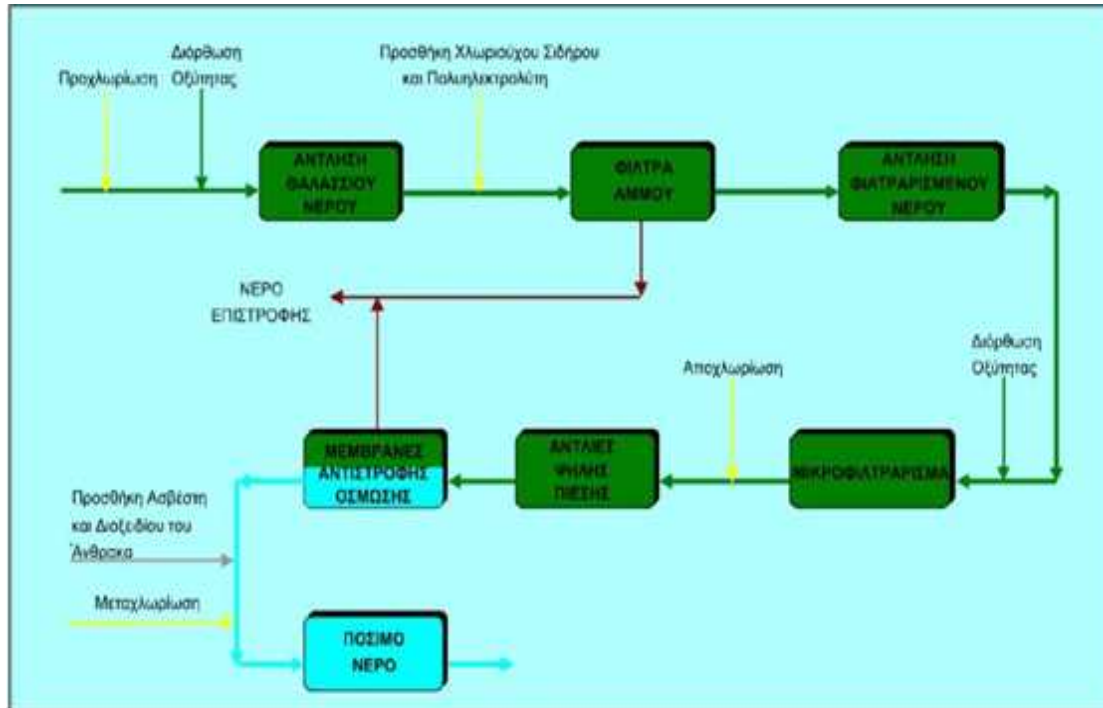 Προχλωρίωση
Διόρθωση
Οξύτητας
Προσθήκη Χλωριούχου Σιδήρου
και Πολυηλεκτρολύτη
ΑΝΤΛΗΣΗ
ΘΑΛΑΣΣΙΟΥ
ΝΕΡΟΥ
ΦΙΛΤΡΑ
ΑΜΜΟΥ
ΑΝΤΛΗΣΗ
ΦΙΛΤΡΑΡΙΣΜΕΝΟΥ
ΝΕΡΟΥ
ΝΕΡΟ
ΕΠΙΣΤΡΟΦΗΣ
Διόρθωση
Οξύτητας
Αποχλωρίωση
ΜΙΚΡΟΦΙΛΤΡΑΡΙΣΜΑ
ΑΝΤΛΙΕΣ
ΨΗΛΗΣ
ΠΙΕΣΗΣ
ΜΕΜΒΡΑΝΕΣ
ΑΝΤΙΣΤΡΟΦΗΣ
ΟΣΜΩΣΗΣ
Προσθήκη Ασβέστη
και Διοξειδίου του
Άνθρακα
Μεταχλωρίωση
ΠΟΣΙΜΟ
ΝΕΡΟ